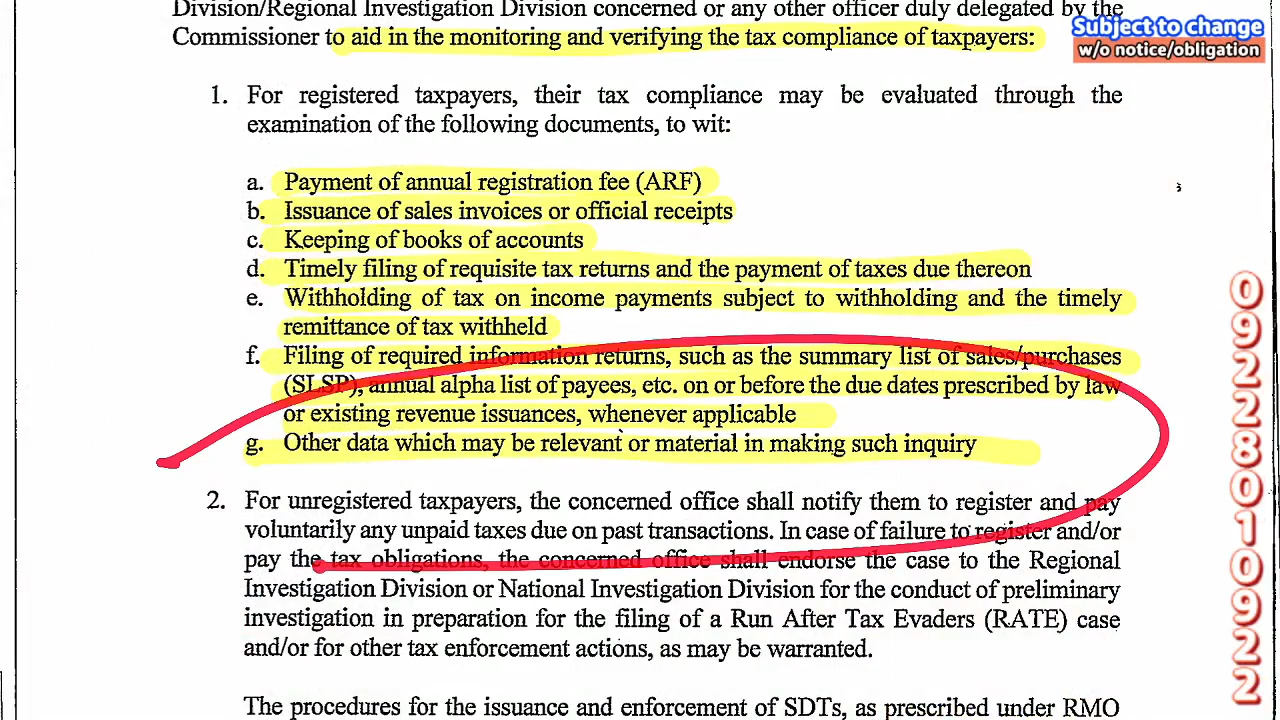 Division/Regional Investigation Division concerned or any other officer duly delegated by the
Commissioner to aid in the monitoring and verifying the tax compliance of taxpayers:
Subject to change
w/o notice/obligation
1. For registered taxpayers, their tax compliance may be evaluated through the
examination of the following documents, to wit:
a. Payment of annual registration fee (ARF)
b. Issuance of sales invoices or official receipts
c. Keeping of books of accounts
d. Timely filing of requisite tax returns and the payment of taxes due thereon
e. Withholding of tax on income payments subject to withholding and the timely
remittance of tax withheld
f. Filing of required information returns, such as the summary list of sales/purchases
(SLSP), annual alpha list of payees, etc. on or before the due dates prescribed by law
or existing revenue issuances, whenever applicable
g. Other data which may be relevant or material in making such inquiry
2. For unregistered taxpayers, the concerned office shall notify them to register and pay
voluntarily any unpaid taxes due on past transactions. In case of failure to register and/or
pay the tax obligations, the concerned office shall endorse the case to the Regional
Investigation Division or National Investigation Division for the conduct of preliminary
investigation in preparation for the filing of a Run After Tax Evaders (RATE) case
and/or for other tax enforcement actions, as may be warranted.
The procedures for the issuance and enforcement of SDTs, as prescribed under RMO
09228010922